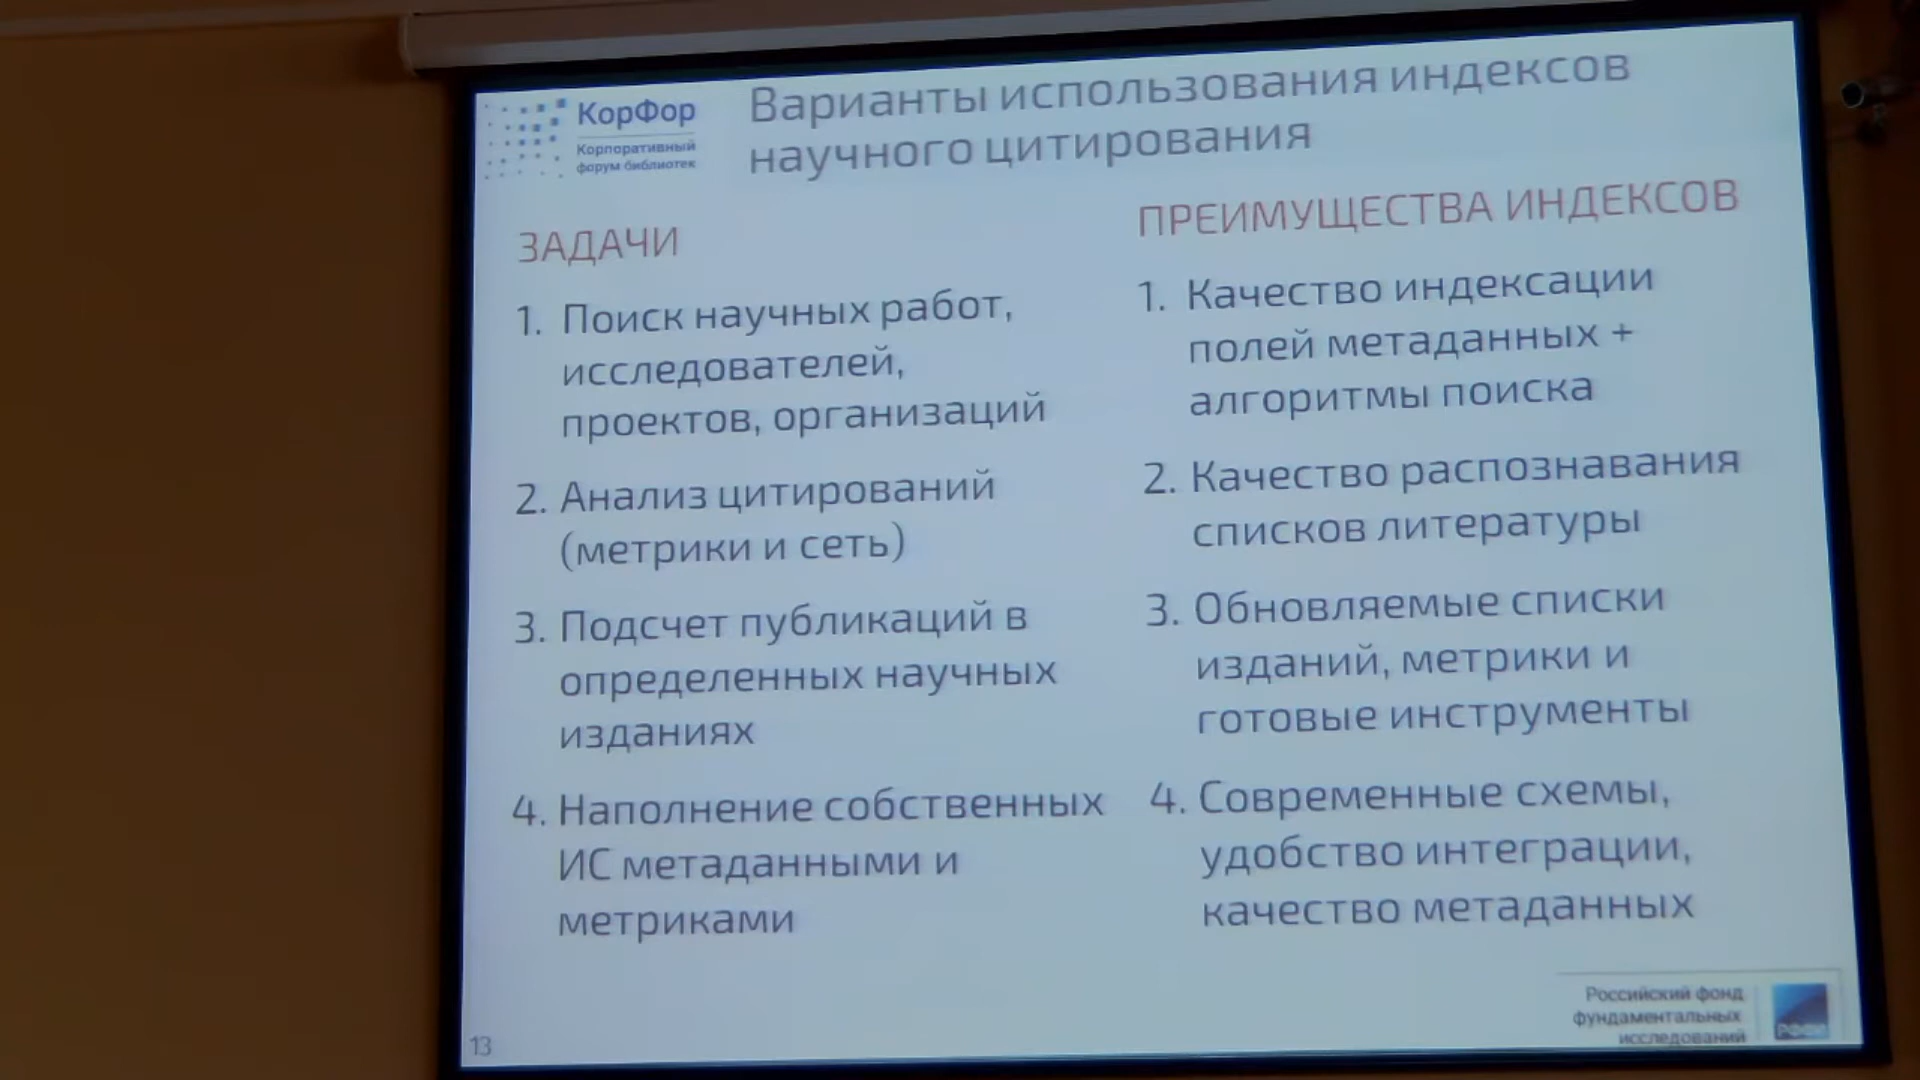 КорФор
Корпоративный
форум библиотек
Варианты использования индексов
научного цитирования
ЗАДАЧИ
1. Поиск научных работ,
исследователей,
проектов, организаций
2. Анализ цитирований
(метрики и сеть)
3. Подсчет публикаций в
определенных научных
изданиях
4. Наполнение собственных
ИС метаданными и
метриками
ПРЕИМУЩЕСТВА ИНДЕКСОВ
1. Качество индексации
полей метаданных +
алгоритмы поиска
2. Качество распознавания
списков литературы
3. Обновляемые списки
изданий, метрики и
готовые инструменты
4. Современные схемы,
удобство интеграции,
качество метаданных
13
Российский фонд
фундаментальных
исследований
РФФИ